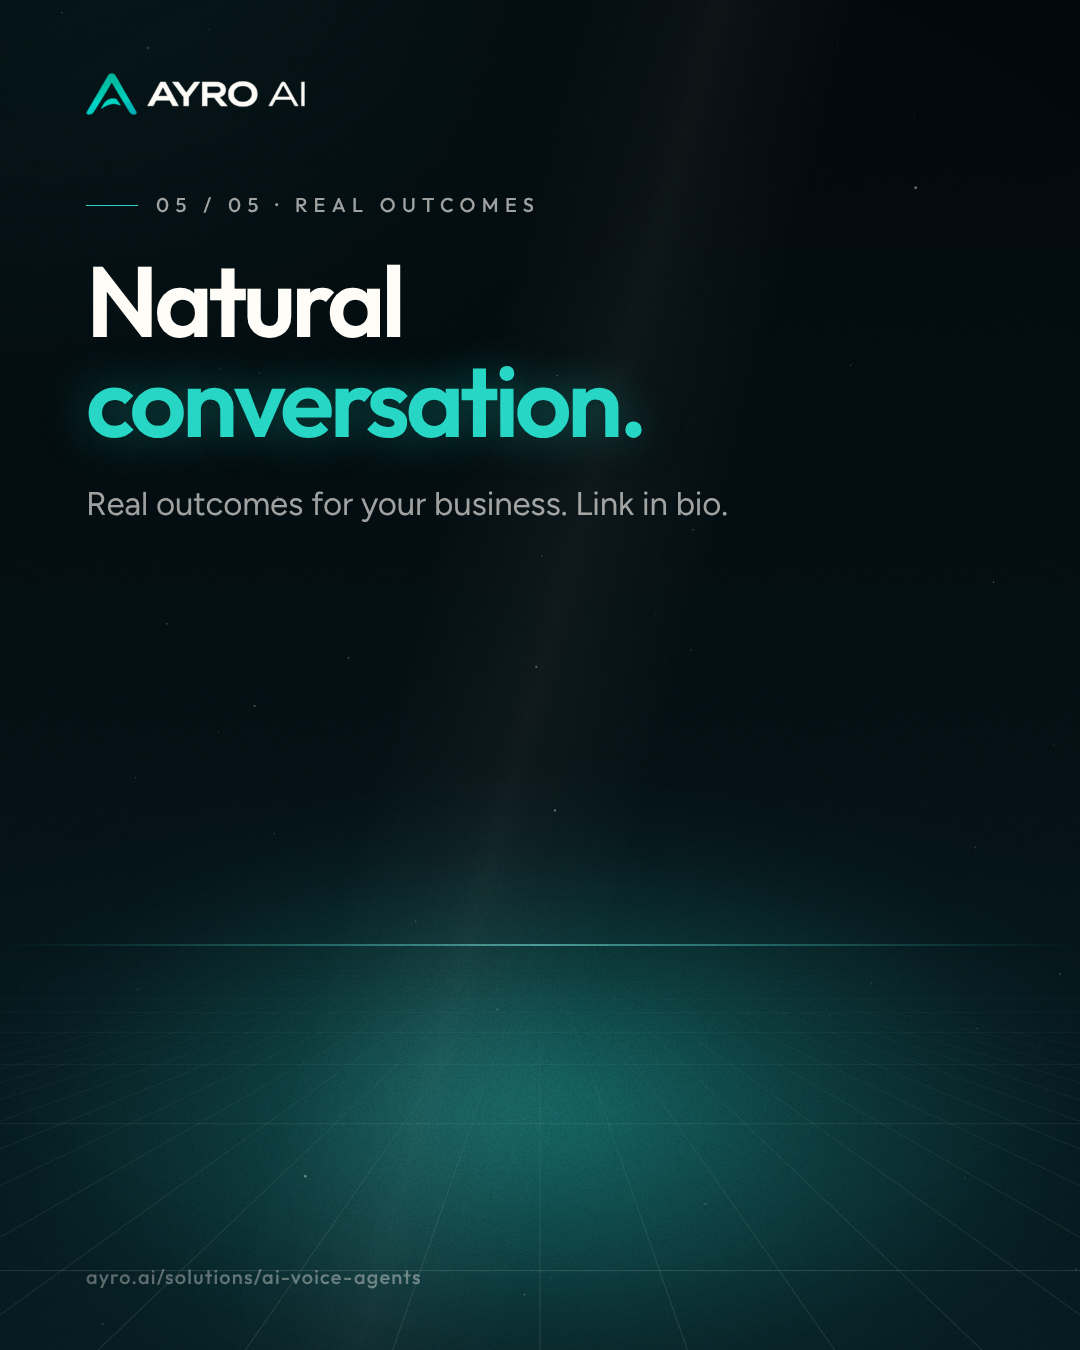 AYRO AI
05 / 05 · REAL OUTCOMES
Natural
conversation.
Real outcomes for your business. Link in bio.
ayro.ai/solutions/ai-voice-agents